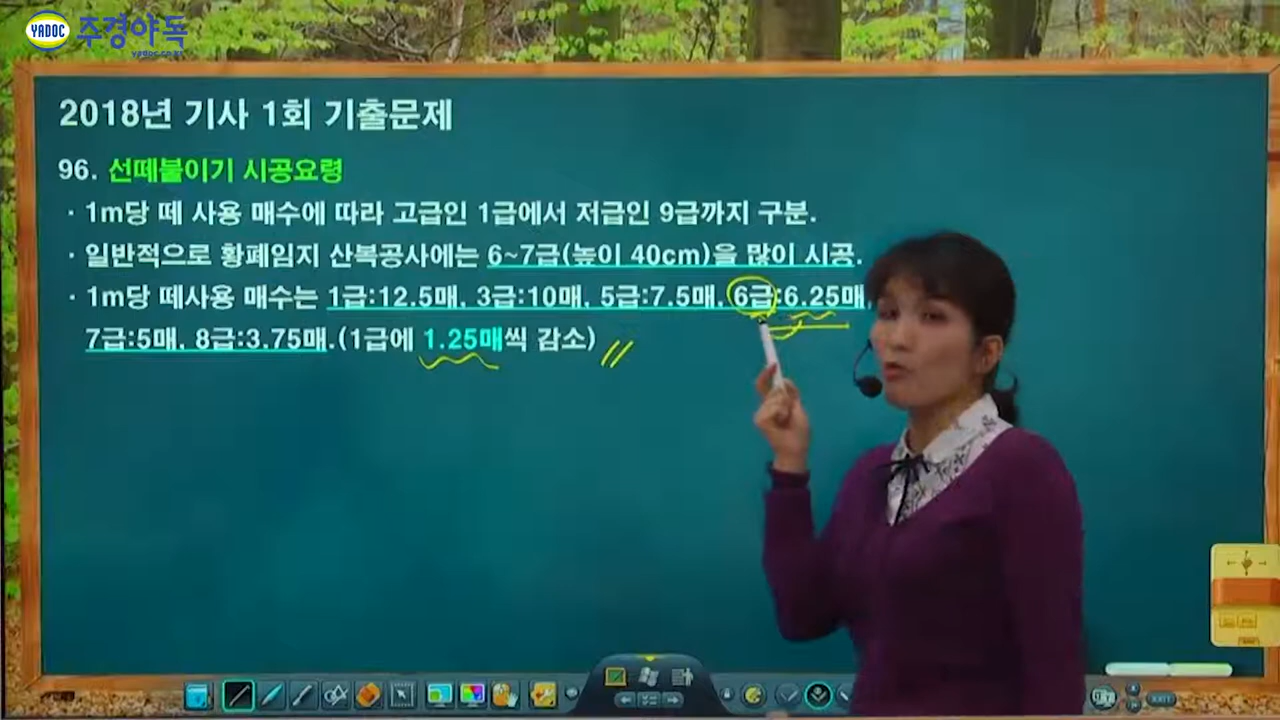 YADOC 주경야독
yadoc.co.kr
2018년 기사 1회 기출문제
96. 선떼붙이기 시공요령
· 1m당 떼 사용 매수에 따라 고급인 1급에서 저급인 9급까지 구분.
· 일반적으로 황폐임지 산복공사에는 6~7급(높이 40cm)을 많이 시공.
· 1m당 떼사용 매수는 1급:12.5매, 3급:10매, 5급:7.5매, 6급:6.25매,
7급:5매, 8급:3.75매.(1급에 1.25매씩 감소)
EXIT